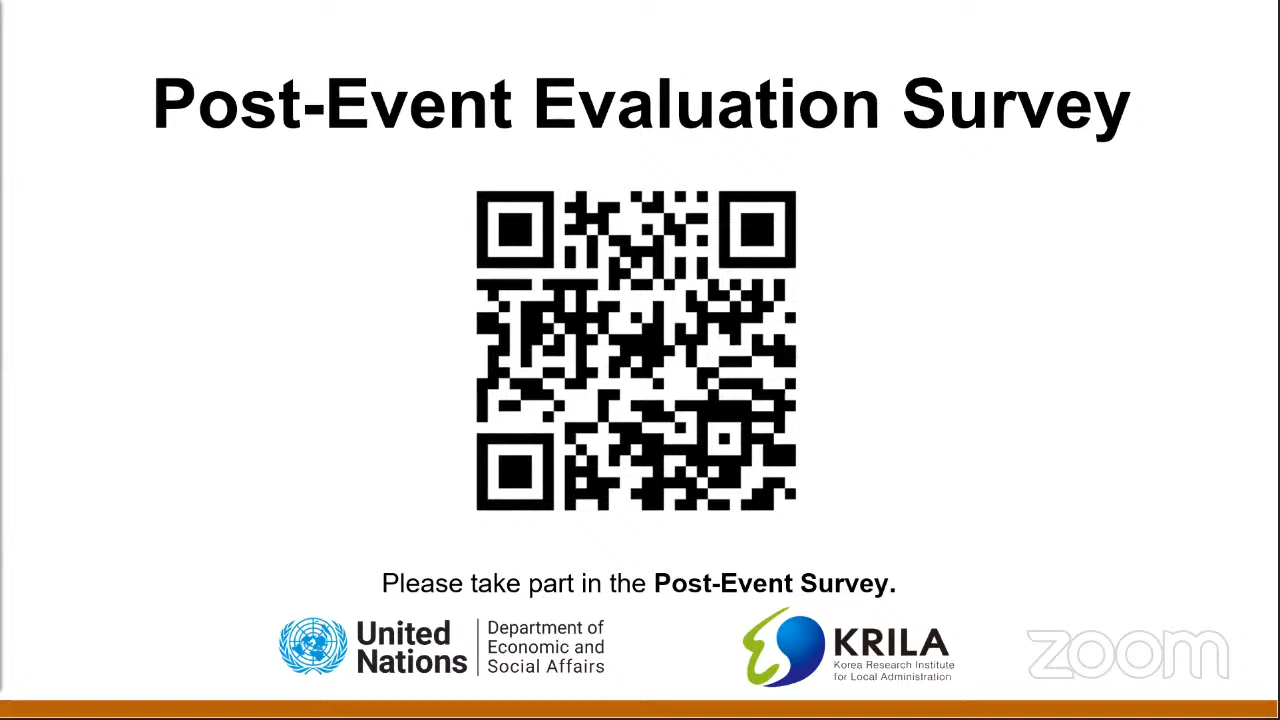 Post-Event Evaluation Survey
Please take part in the Post-Event Survey.
United Nations
Department of Economic and Social Affairs
KRILA
Korea Research Institute
for Local Administration
zoom